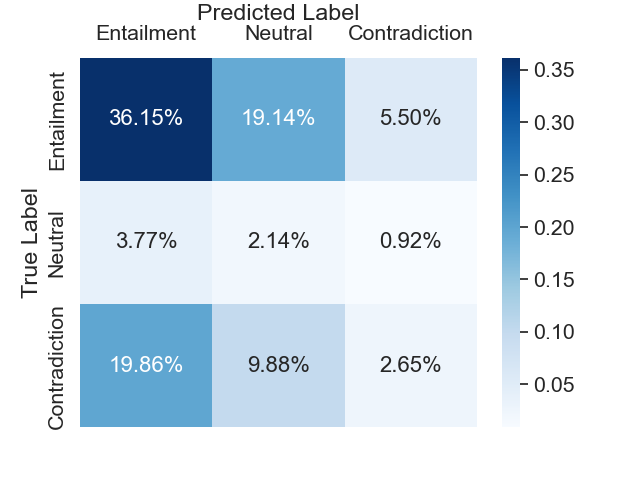 Predicted Label
Entailment Neutral Contradiction
True Label
Entailment
36.15% 19.14% 5.50%
Neutral
3.77% 2.14% 0.92%
Contradiction
19.86% 9.88% 2.65%
0.35
0.30
0.25
0.20
0.15
0.10
0.05